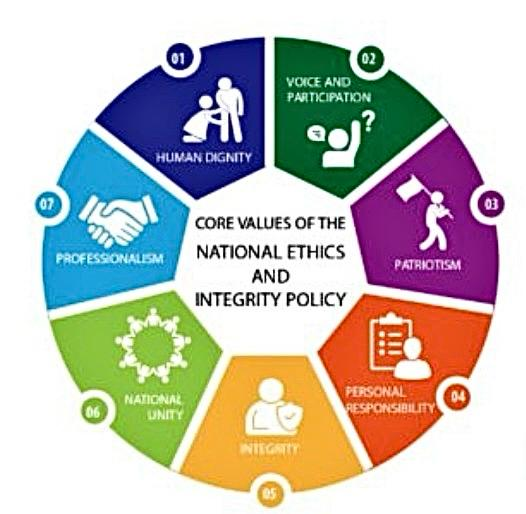 CORE VALUES OF THE
NATIONAL ETHICS
AND
INTEGRITY POLICY
01
HUMAN DIGNITY
02
VOICE AND
PARTICIPATION
?
03
PATRIOTISM
04
PERSONAL
RESPONSIBILITY
05
INTEGRITY
06
NATIONAL
UNITY
07
PROFESSIONALISM